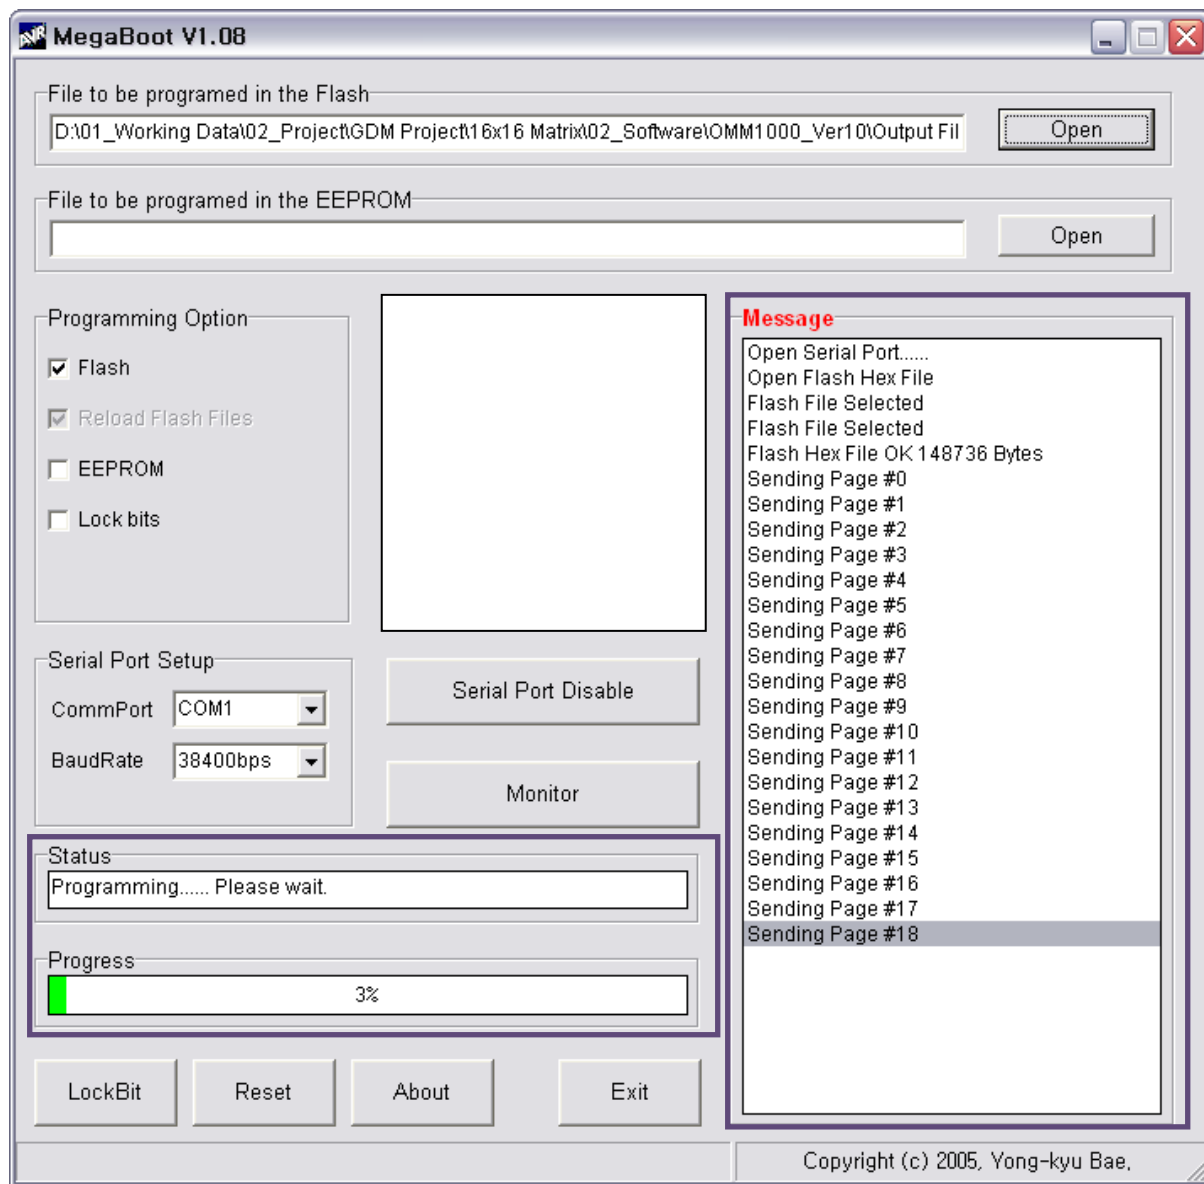 AVR
MegaBoot V1.08
File to be programed in the Flash
D:\01_Working Data\02_Project\GDM Project\16x16 Matrix\02_Software\OMM1000_Ver10\Output Fil
Open
File to be programed in the EEPROM
Open
Programming Option
Flash
Reload Flash Files
EEPROM
Lock bits
Serial Port Setup
CommPort COM1
BaudRate 38400bps
Serial Port Disable
Monitor
Status
Programming...... Please wait.
Progress
3%
Message
Open Serial Port......
Open Flash Hex File
Flash File Selected
Flash File Selected
Flash Hex File OK 148736 Bytes
Sending Page #0
Sending Page #1
Sending Page #2
Sending Page #3
Sending Page #4
Sending Page #5
Sending Page #6
Sending Page #7
Sending Page #8
Sending Page #9
Sending Page #10
Sending Page #11
Sending Page #12
Sending Page #13
Sending Page #14
Sending Page #15
Sending Page #16
Sending Page #17
Sending Page #18
LockBit
Reset
About
Exit
Copyright (c) 2005, Yong-kyu Bae,